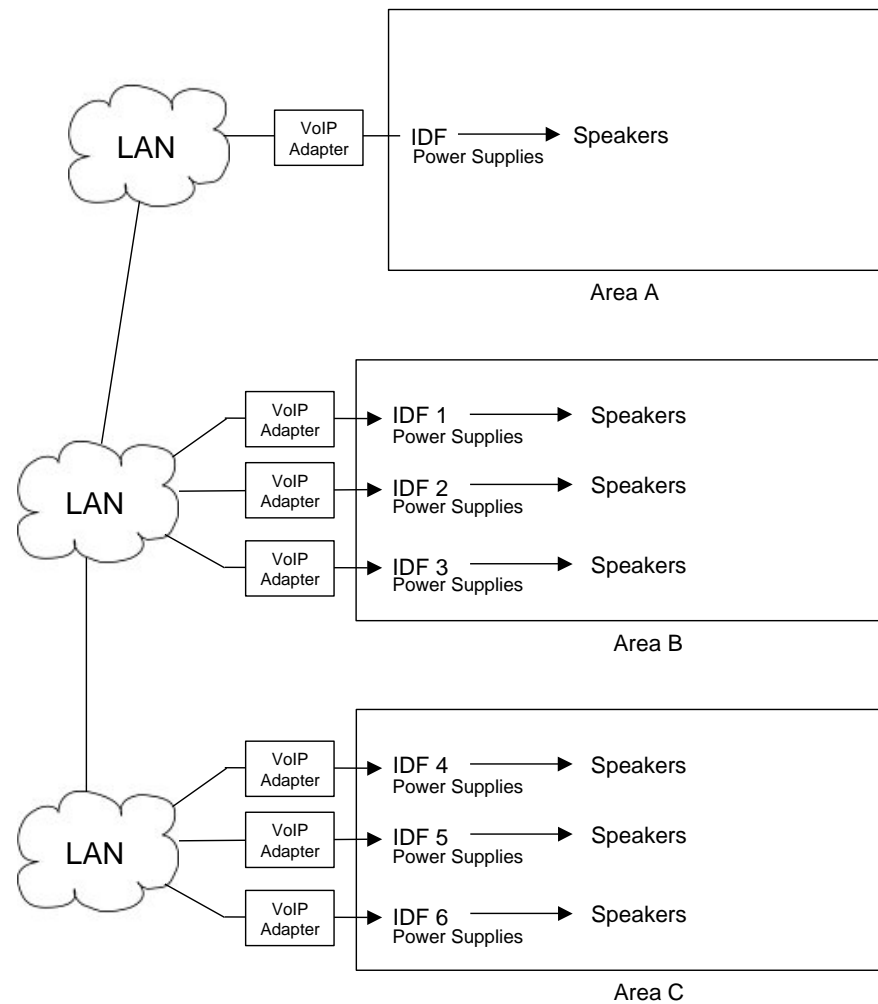 LAN
VoIP
Adapter
IDF
Power Supplies
Speakers
Area A
LAN
VoIP
Adapter
IDF 1
Power Supplies
Speakers
VoIP
Adapter
IDF 2
Power Supplies
Speakers
VoIP
Adapter
IDF 3
Power Supplies
Speakers
Area B
LAN
VoIP
Adapter
IDF 4
Power Supplies
Speakers
VoIP
Adapter
IDF 5
Power Supplies
Speakers
VoIP
Adapter
IDF 6
Power Supplies
Speakers
Area C